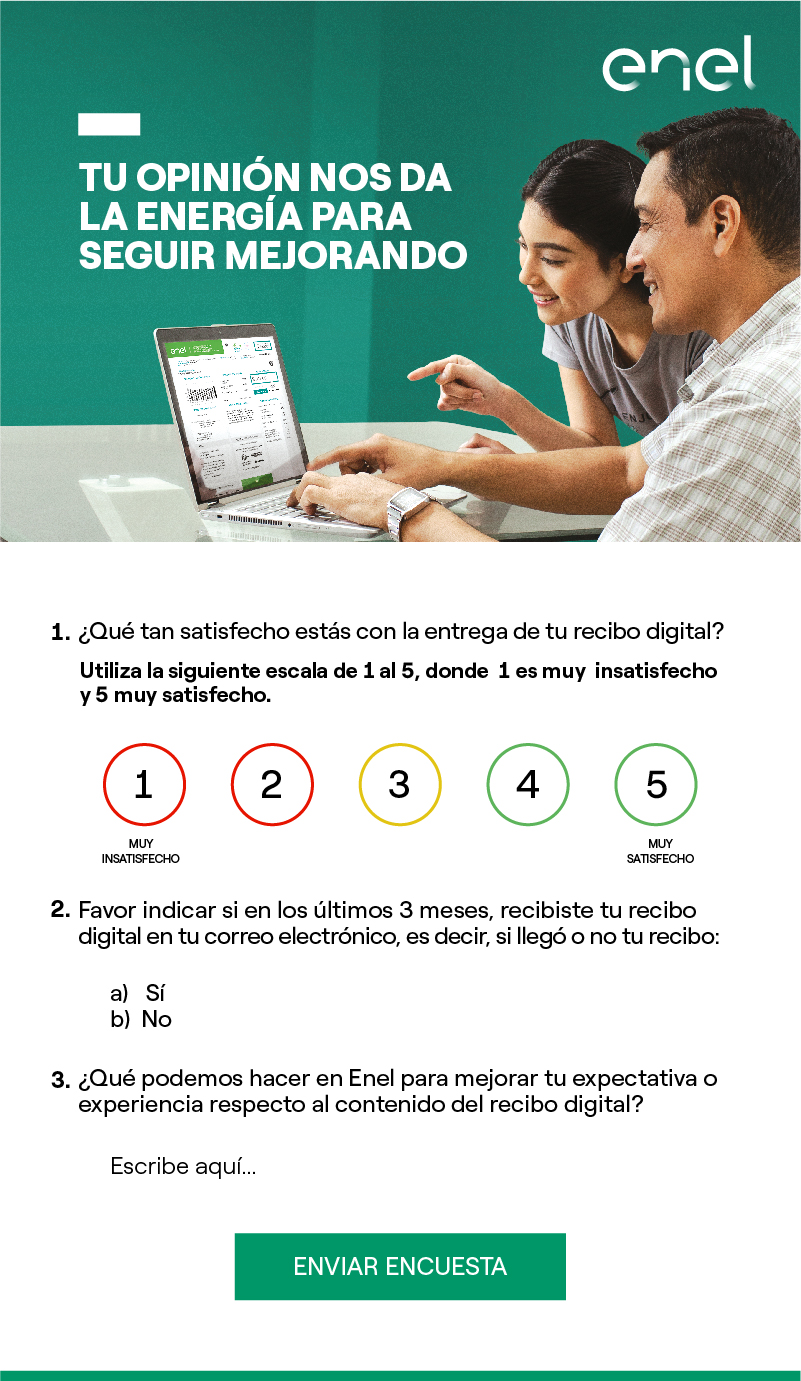 enel
TU OPINIÓN NOS DA
LA ENERGÍA PARA
SEGUIR MEJORANDO
enel
1. ¿Qué tan satisfecho estás con la entrega de tu recibo digital?
Utiliza la siguiente escala de 1 al 5, donde 1 es muy insatisfecho
y 5 muy satisfecho.
1 2 3 4 5
MUY
INSATISFECHO
MUY
SATISFECHO
2. Favor indicar si en los últimos 3 meses, recibiste tu recibo
digital en tu correo electrónico, es decir, si llegó o no tu recibo:
a) Sí
b) No
3. ¿Qué podemos hacer en Enel para mejorar tu expectativa o
experiencia respecto al contenido del recibo digital?
Escribe aquí...
ENVIAR ENCUESTA